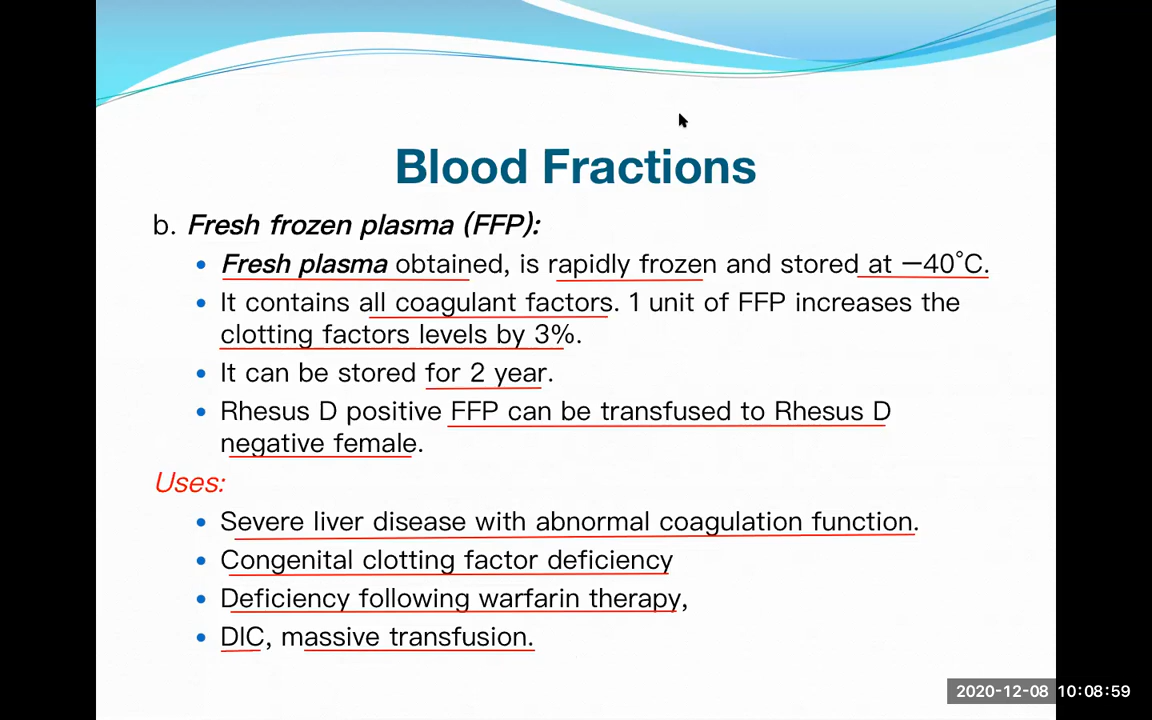 Blood Fractions
b. Fresh frozen plasma (FFP):
• Fresh plasma obtained, is rapidly frozen and stored at –40°C.
• It contains all coagulant factors. 1 unit of FFP increases the
clotting factors levels by 3%.
• It can be stored for 2 year.
• Rhesus D positive FFP can be transfused to Rhesus D
negative female.
Uses:
• Severe liver disease with abnormal coagulation function.
• Congenital clotting factor deficiency
• Deficiency following warfarin therapy,
• DIC, massive transfusion.
2020-12-08 10:08:59